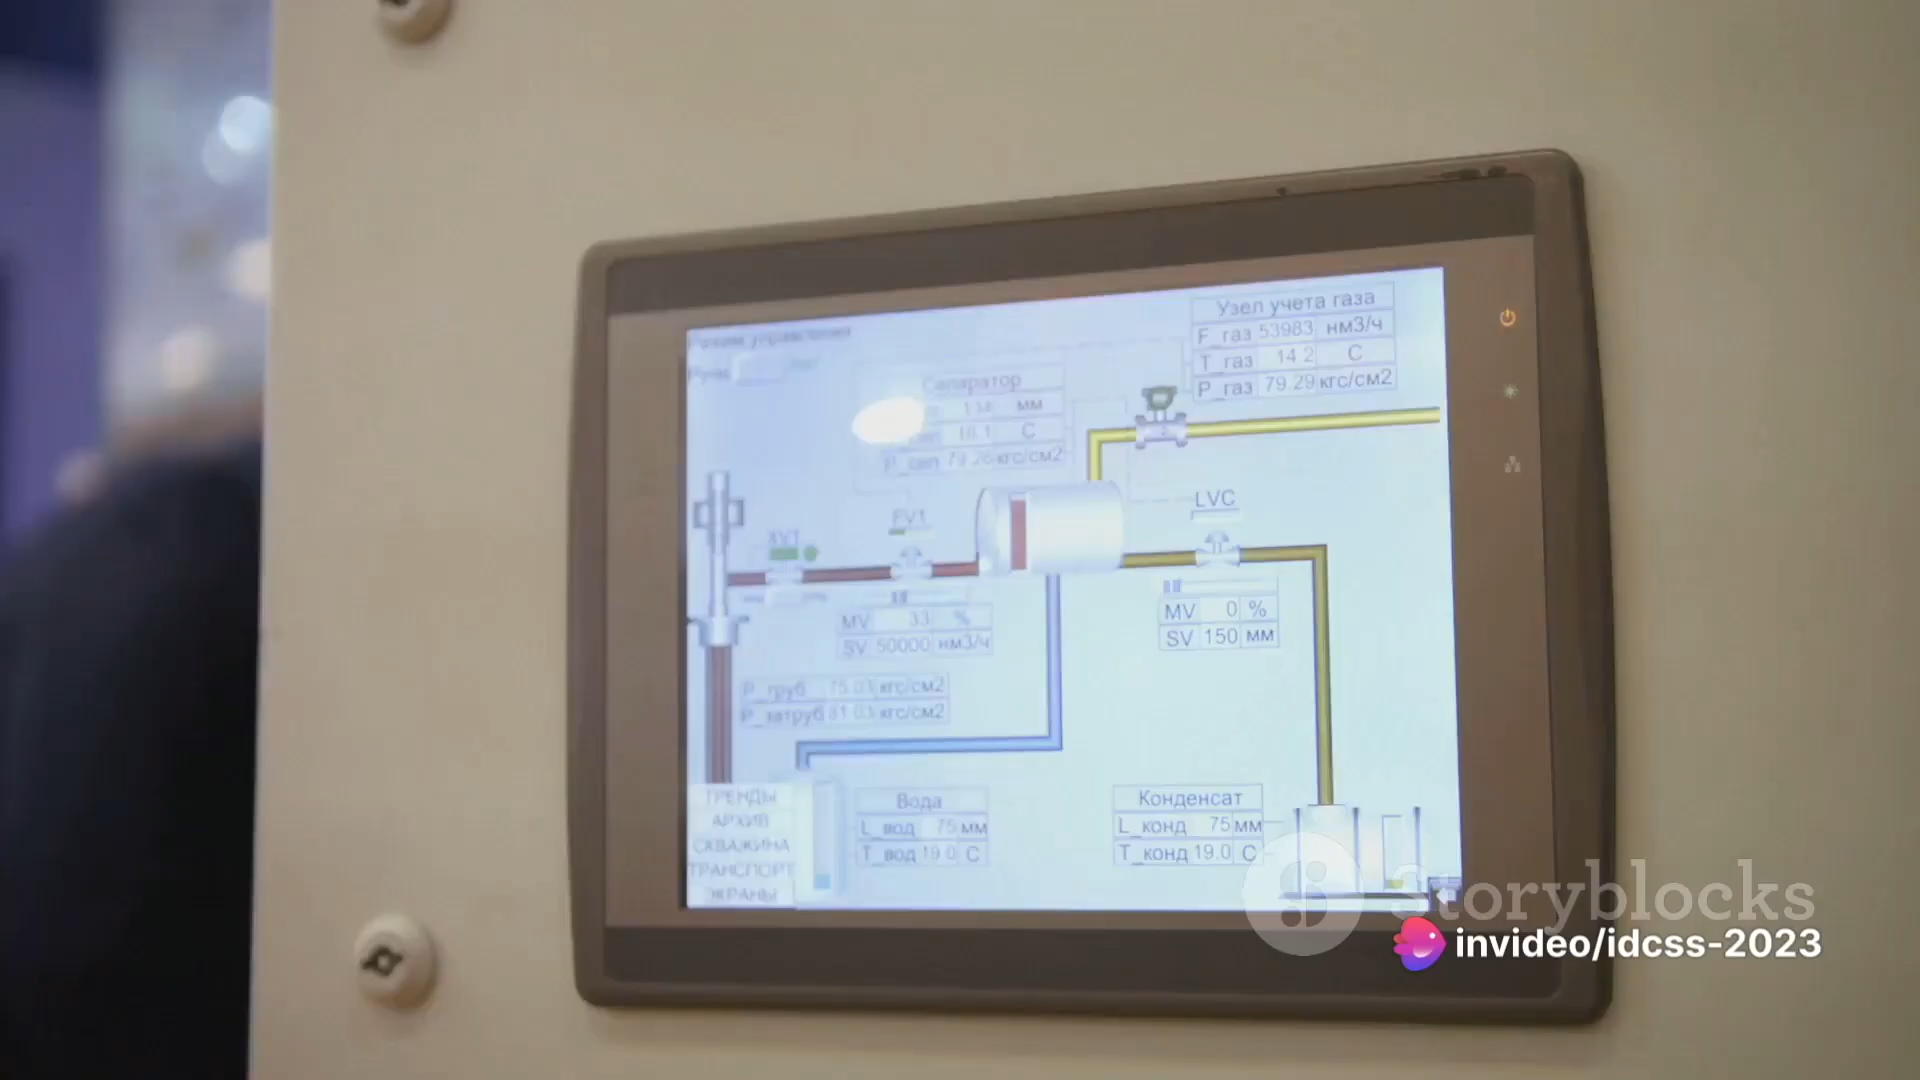 Режим управления
Узел учета газа
F_газ 53983 нм3/ч
T_газ 14.2 C
P_газ 79.29 кгс/см2
Сепаратор
мм
C
P_сеп 79.26 кгс/см2
LVC
FV1
XV1
MV 0 %
SV 150 мм
MV 33 %
SV 50000 нм3/ч
P_труб 75.03 кгс/см2
P_затруб 81.03 кгс/см2
ТРЕНДЫ
АРХИВ
СКВАЖИНА
ТРАНСПОРТ
ЭКРАНЫ
Вода
L_вод 75 мм
T_вод 19.0 C
Конденсат
L_конд 75 мм
T_конд 19.0 C
Storyblocks
invideo/idcss-2023